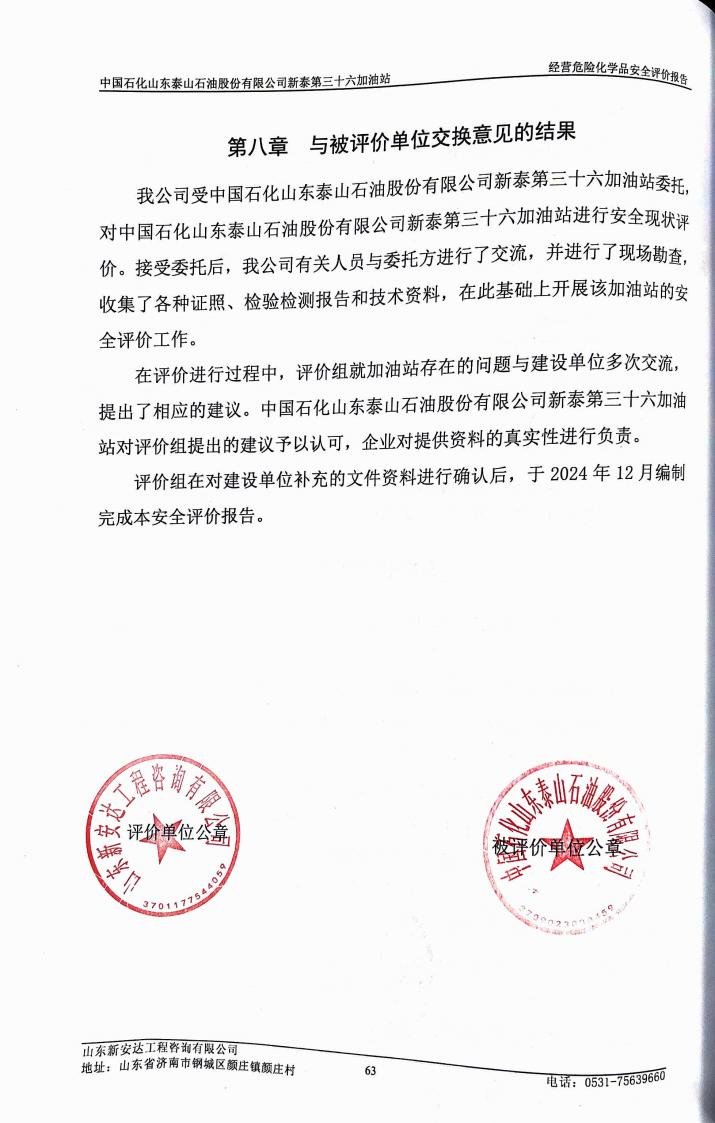 中国石化山东泰山石油股份有限公司新泰第三十六加油站
经营危险化学品安全评价报告
第八章 与被评价单位交换意见的结果
我公司受中国石化山东泰山石油股份有限公司新泰第三十六加油站委托，
对中国石化山东泰山石油股份有限公司新泰第三十六加油站进行安全现状评
价。接受委托后，我公司有关人员与委托方进行了交流，并进行了现场勘查，
收集了各种证照、检验检测报告和技术资料，在此基础上开展该加油站的安
全评价工作。
在评价进行过程中，评价组就加油站存在的问题与建设单位多次交流，
提出了相应的建议。中国石化山东泰山石油股份有限公司新泰第三十六加油
站对评价组提出的建议予以认可，企业对提供资料的真实性进行负责。
评价组在对建设单位补充的文件资料进行确认后，于 2024 年 12 月编制
完成本安全评价报告。
山东新安达工程咨询有限公司
评价单位公章
3701177544059
中国石化山东泰山石油股份有限公司
被评价单位公章
山东新安达工程咨询有限公司
地址：山东省济南市钢城区颜庄镇颜庄村
63
电话：0531-75639660